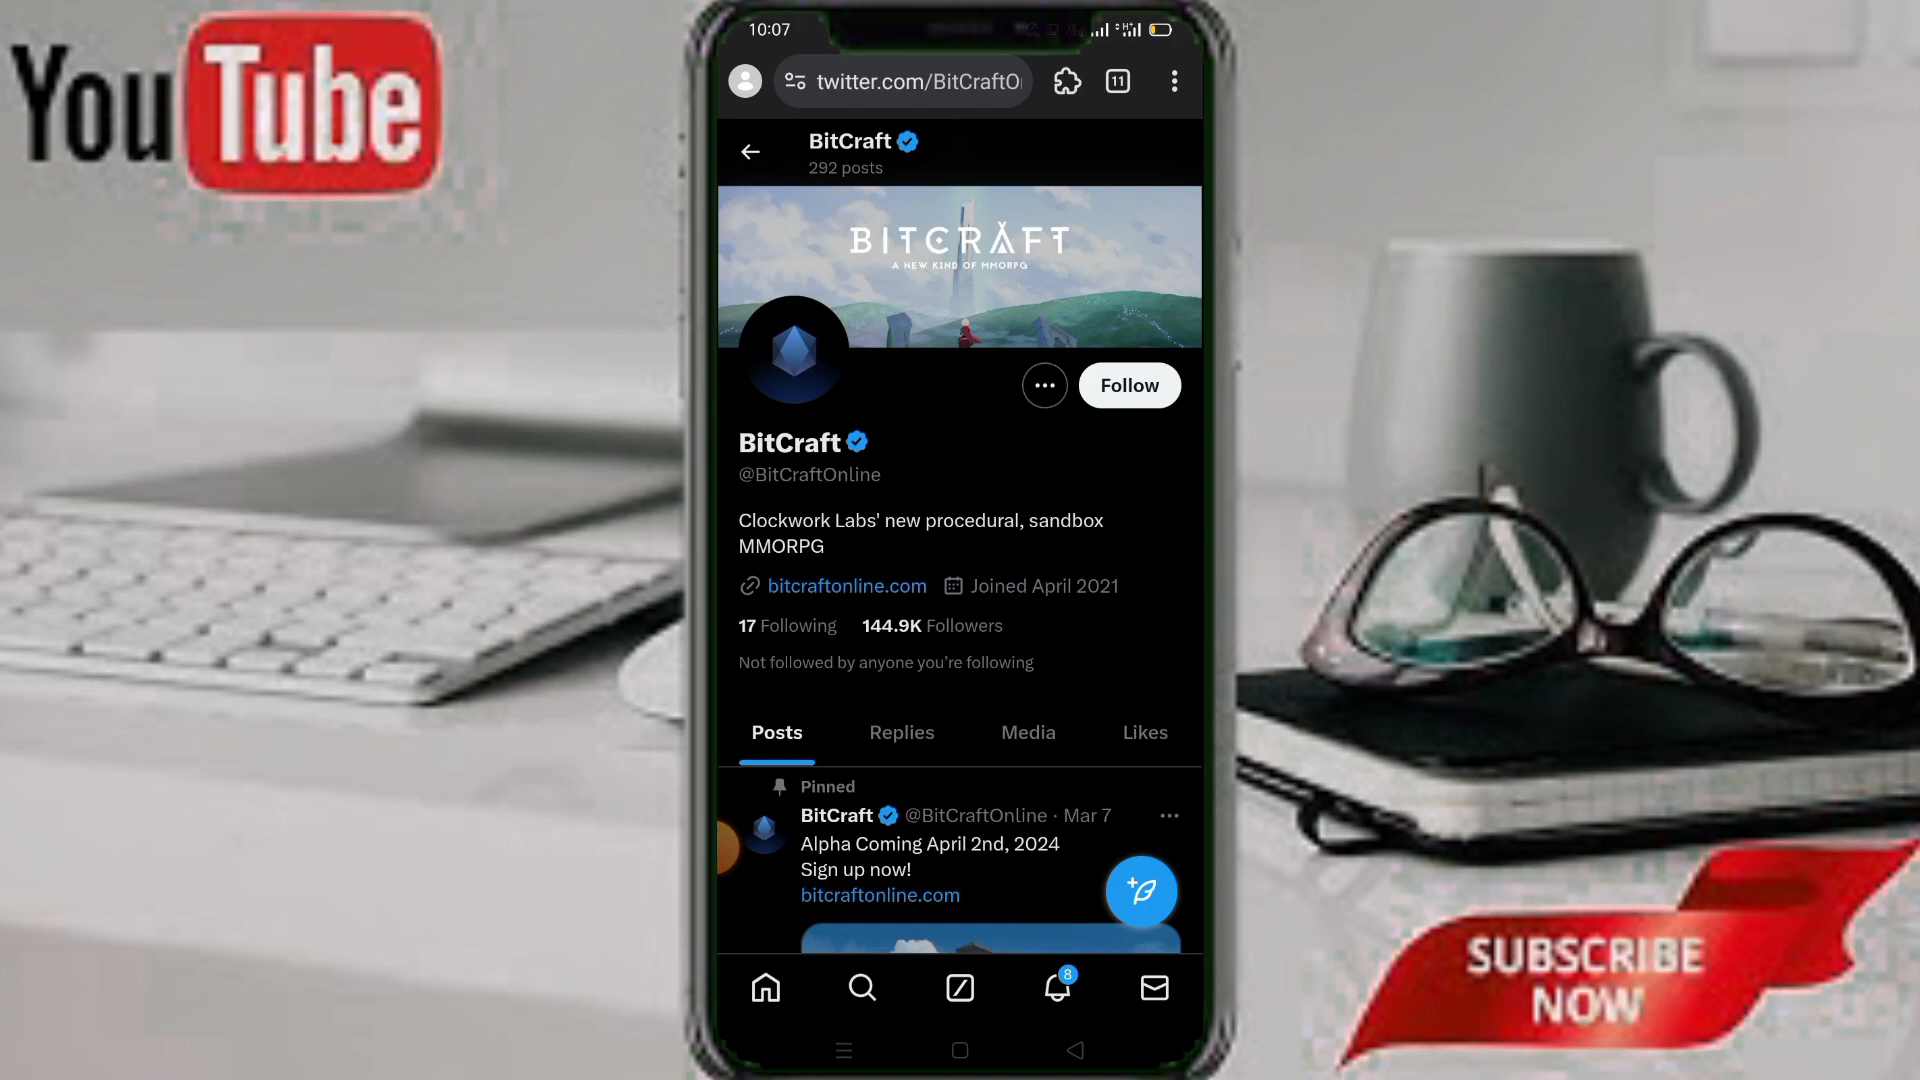 YouTube
10:07
twitter.com/BitCraftO
11
BitCraft
292 posts
BITCRAFT
A NEW KIND OF MMORPG
Follow
BitCraft
@BitCraftOnline
Clockwork Labs' new procedural, sandbox
MMORPG
bitcraftonline.com Joined April 2021
17 Following 144.9K Followers
Not followed by anyone you're following
Posts Replies Media Likes
Pinned
BitCraft @BitCraftOnline · Mar 7
Alpha Coming April 2nd, 2024
Sign up now!
bitcraftonline.com
8
SUBSCRIBE
NOW